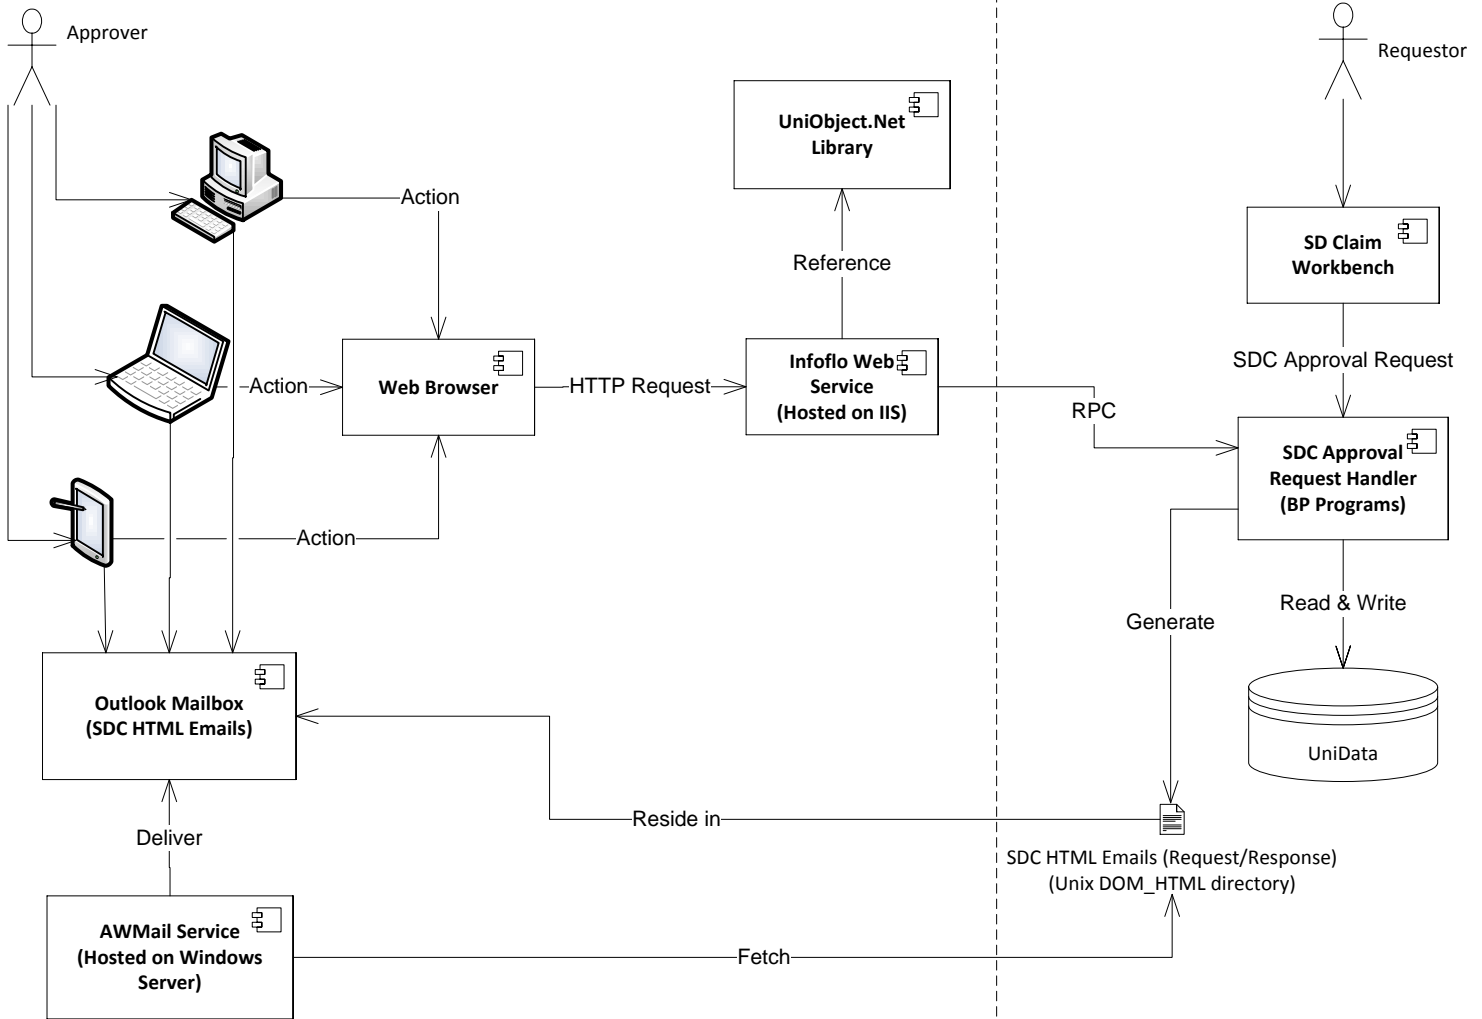 Approver
Requestor
UniObject.Net
Library
Action
Reference
SD Claim
Workbench
SDC Approval Request
Action
Web Browser
HTTP Request
Infoflo Web
Service
(Hosted on IIS)
RPC
SDC Approval
Request Handler
(BP Programs)
Action
Generate
Read & Write
Outlook Mailbox
(SDC HTML Emails)
UniData
Reside in
Deliver
SDC HTML Emails (Request/Response)
(Unix DOM_HTML directory)
AWMail Service
(Hosted on Windows
Server)
Fetch